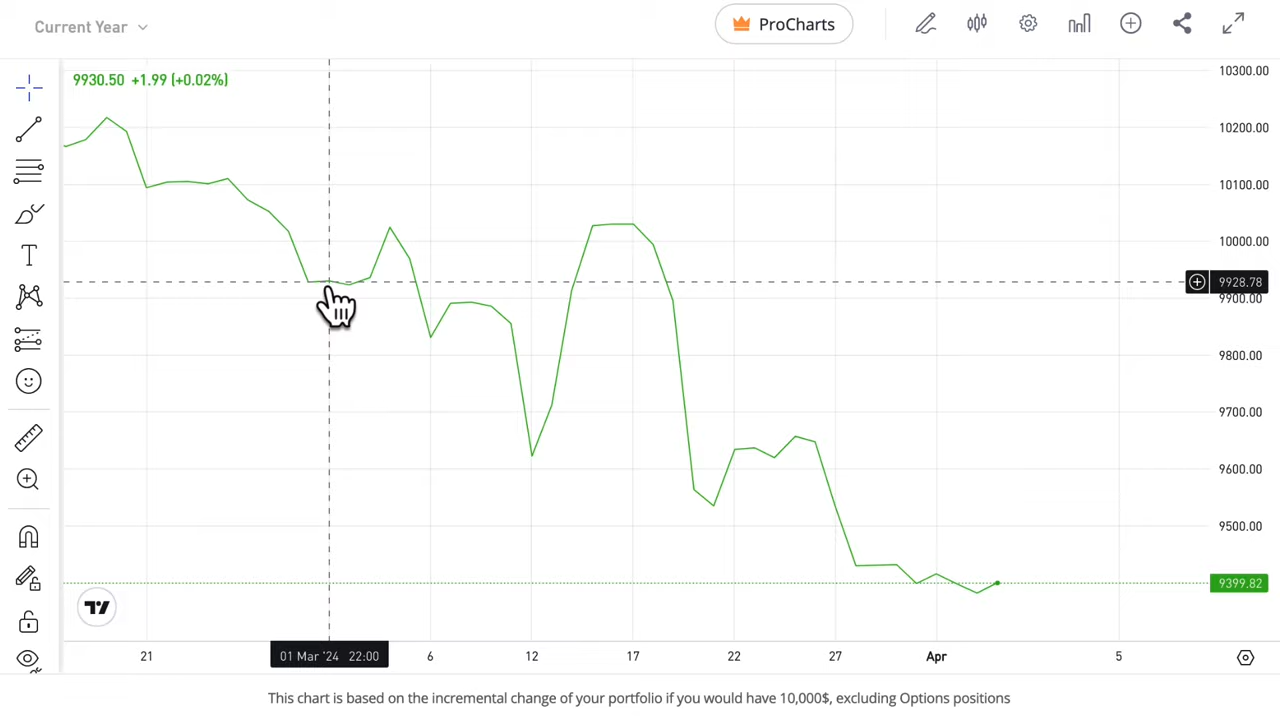 Current Year
ProCharts
9930.50 +1.99 (+0.02%)
10300.00
10200.00
10100.00
10000.00
9928.78
9900.00
9800.00
9700.00
9600.00
9500.00
9399.82
T
21
01 Mar '24 22:00
6
12
17
22
27
Apr
5
This chart is based on the incremental change of your portfolio if you would have 10,000$, excluding Options positions